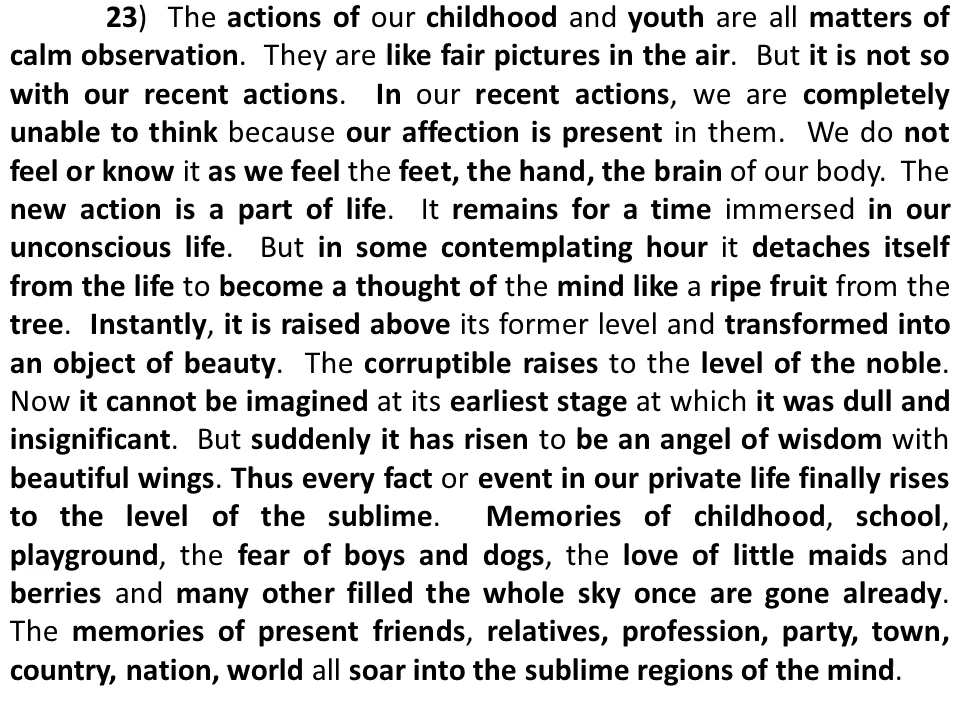 23) The actions of our childhood and youth are all matters of
calm observation. They are like fair pictures in the air. But it is not so
with our recent actions. In our recent actions, we are completely
unable to think because our affection is present in them. We do not
feel or know it as we feel the feet, the hand, the brain of our body. The
new action is a part of life. It remains for a time immersed in our
unconscious life. But in some contemplating hour it detaches itself
from the life to become a thought of the mind like a ripe fruit from the
tree. Instantly, it is raised above its former level and transformed into
an object of beauty. The corruptible raises to the level of the noble.
Now it cannot be imagined at its earliest stage at which it was dull and
insignificant. But suddenly it has risen to be an angel of wisdom with
beautiful wings. Thus every fact or event in our private life finally rises
to the level of the sublime. Memories of childhood, school,
playground, the fear of boys and dogs, the love of little maids and
berries and many other filled the whole sky once are gone already.
The memories of present friends, relatives, profession, party, town,
country, nation, world all soar into the sublime regions of the mind.